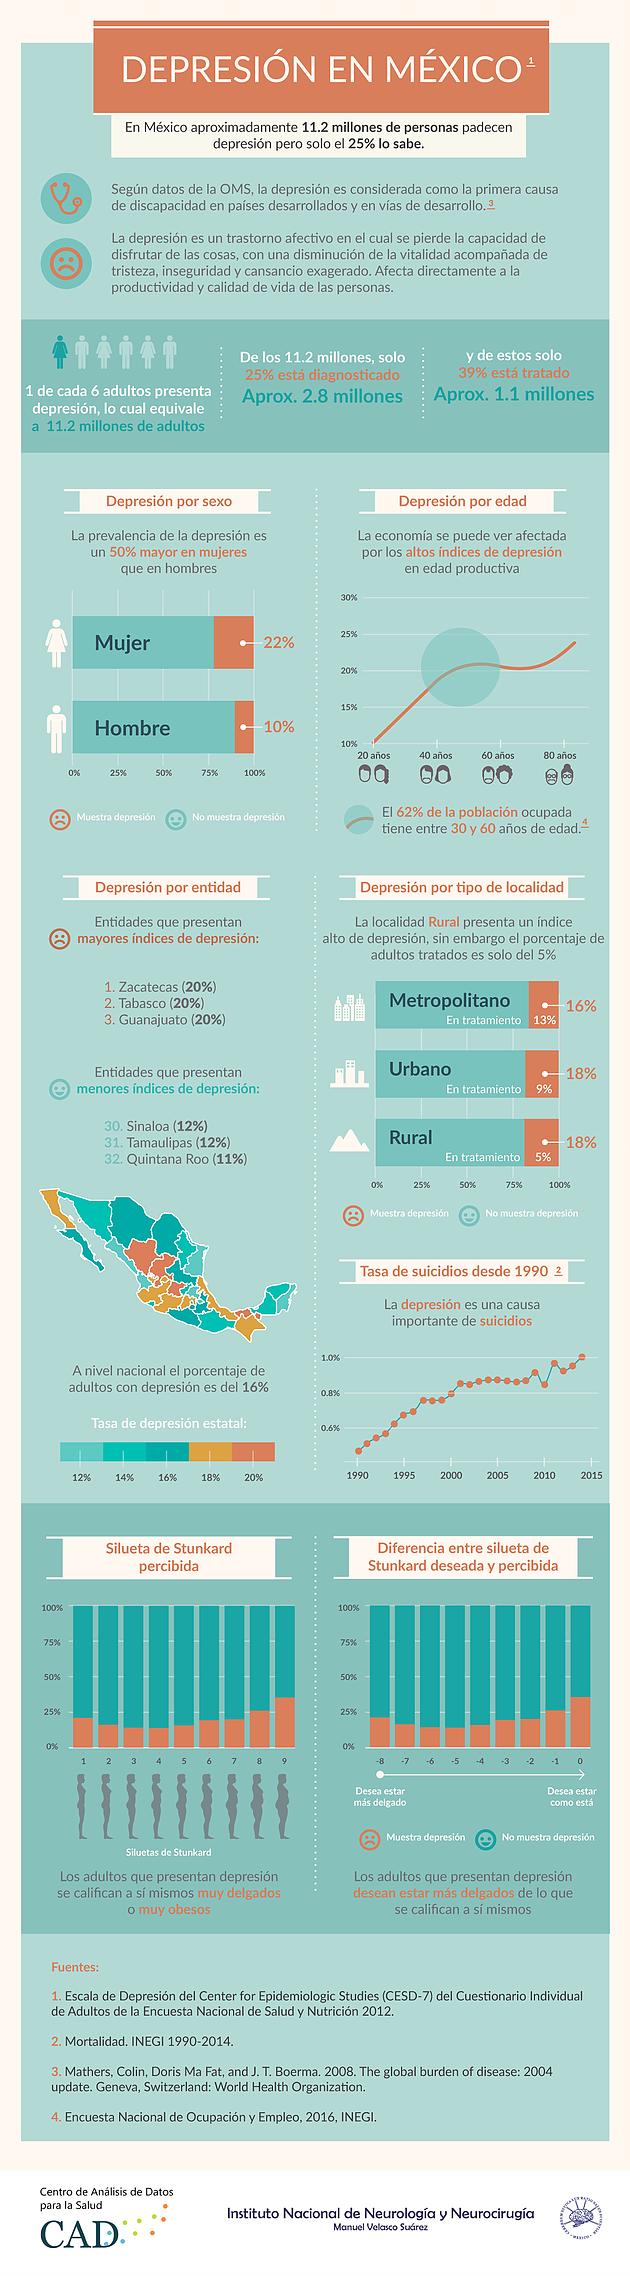 DEPRESIÓN EN MÉXICO 1
En México aproximadamente 11.2 millones de personas padecen
depresión pero solo el 25% lo sabe.
Según datos de la OMS, la depresión es considerada como la primera causa
de discapacidad en países desarrollados y en vías de desarrollo. 3
La depresión es un trastorno afectivo en el cual se pierde la capacidad de
disfrutar de las cosas, con una disminución de la vitalidad acompañada de
tristeza, inseguridad y cansancio exagerado. Afecta directamente a la
productividad y calidad de vida de las personas.
1 de cada 6 adultos presenta
depresión, lo cual equivale
a 11.2 millones de adultos
De los 11.2 millones, solo
25% está diagnosticado
Aprox. 2.8 millones
y de estos solo
39% está tratado
Aprox. 1.1 millones
Depresión por sexo
La prevalencia de la depresión es
un 50% mayor en mujeres
que en hombres
Mujer
22%
Hombre
10%
0% 25% 50% 75% 100%
Muestra depresión No muestra depresión
Depresión por edad
La economía se puede ver afectada
por los altos índices de depresión
en edad productiva
30%
25%
20%
15%
10%
20 años 40 años 60 años 80 años
El 62% de la población ocupada
tiene entre 30 y 60 años de edad. 4
Depresión por entidad
Entidades que presentan
mayores índices de depresión:
1. Zacatecas (20%)
2. Tabasco (20%)
3. Guanajuato (20%)
Entidades que presentan
menores índices de depresión:
30. Sinaloa (12%)
31. Tamaulipas (12%)
32. Quintana Roo (11%)
A nivel nacional el porcentaje de
adultos con depresión es del 16%
Tasa de depresión estatal:
12% 14% 16% 18% 20%
Depresión por tipo de localidad
La localidad Rural presenta un índice
alto de depresión, sin embargo el porcentaje de
adultos tratados es solo del 5%
Metropolitano
16%
En tratamiento 13%
Urbano
18%
En tratamiento 9%
Rural
18%
En tratamiento 5%
0% 25% 50% 75% 100%
Muestra depresión No muestra depresión
Tasa de suicidios desde 1990 2
La depresión es una causa
importante de suicidios
1.0%
0.8%
0.6%
1990 1995 2000 2005 2010 2015
Silueta de Stunkard
percibida
100%
75%
50%
25%
0%
1 2 3 4 5 6 7 8 9
Siluetas de Stunkard
Los adultos que presentan depresión
se califican a sí mismos muy delgados
o muy obesos
Diferencia entre silueta de
Stunkard deseada y percibida
100%
75%
50%
25%
0%
-8 -7 -6 -5 -4 -3 -2 -1 0
Desea estar
más delgado
Desea estar
como está
Muestra depresión No muestra depresión
Los adultos que presentan depresión
desean estar más delgados de lo que
se califican a sí mismos
Fuentes:
1. Escala de Depresión del Center for Epidemiologic Studies (CESD-7) del Cuestionario Individual
de Adultos de la Encuesta Nacional de Salud y Nutrición 2012.
2. Mortalidad. INEGI 1990-2014.
3. Mathers, Colin, Doris Ma Fat, and J. T. Boerma. 2008. The global burden of disease: 2004
update. Geneva, Switzerland: World Health Organization.
4. Encuesta Nacional de Ocupación y Empleo, 2016, INEGI.
Centro de Análisis de Datos
para la Salud
CAD
Instituto Nacional de Neurología y Neurocirugía
Manuel Velasco Suárez